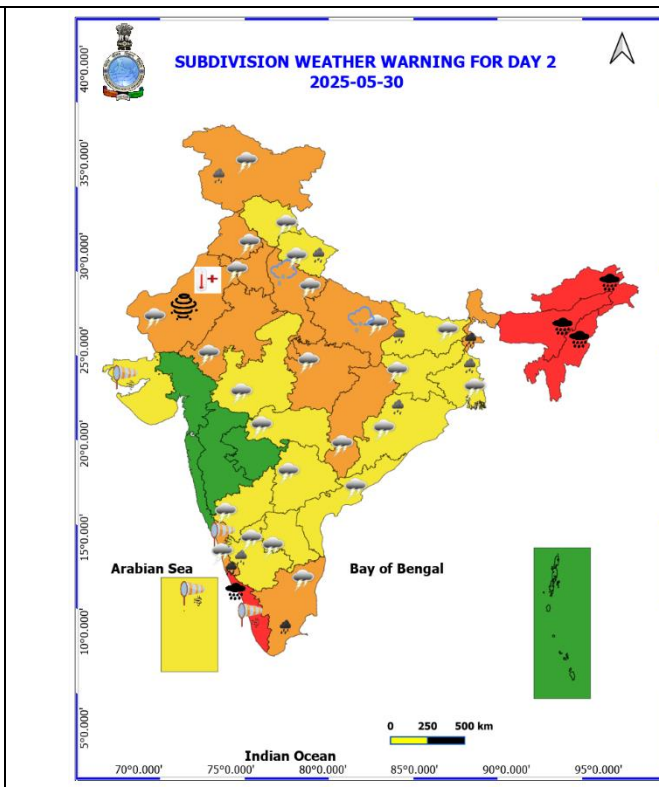 SUBDIVISION WEATHER WARNING FOR DAY 2
2025-05-30
40°0.000'
35°0.000'
30°0.000'
25°0.000'
20°0.000'
15°0.000'
10°0.000'
5°0.000'
Arabian Sea
Bay of Bengal
0 250 500 km
Indian Ocean
70°0.000' 75°0.000' 80°0.000' 85°0.000' 90°0.000' 95°0.000'